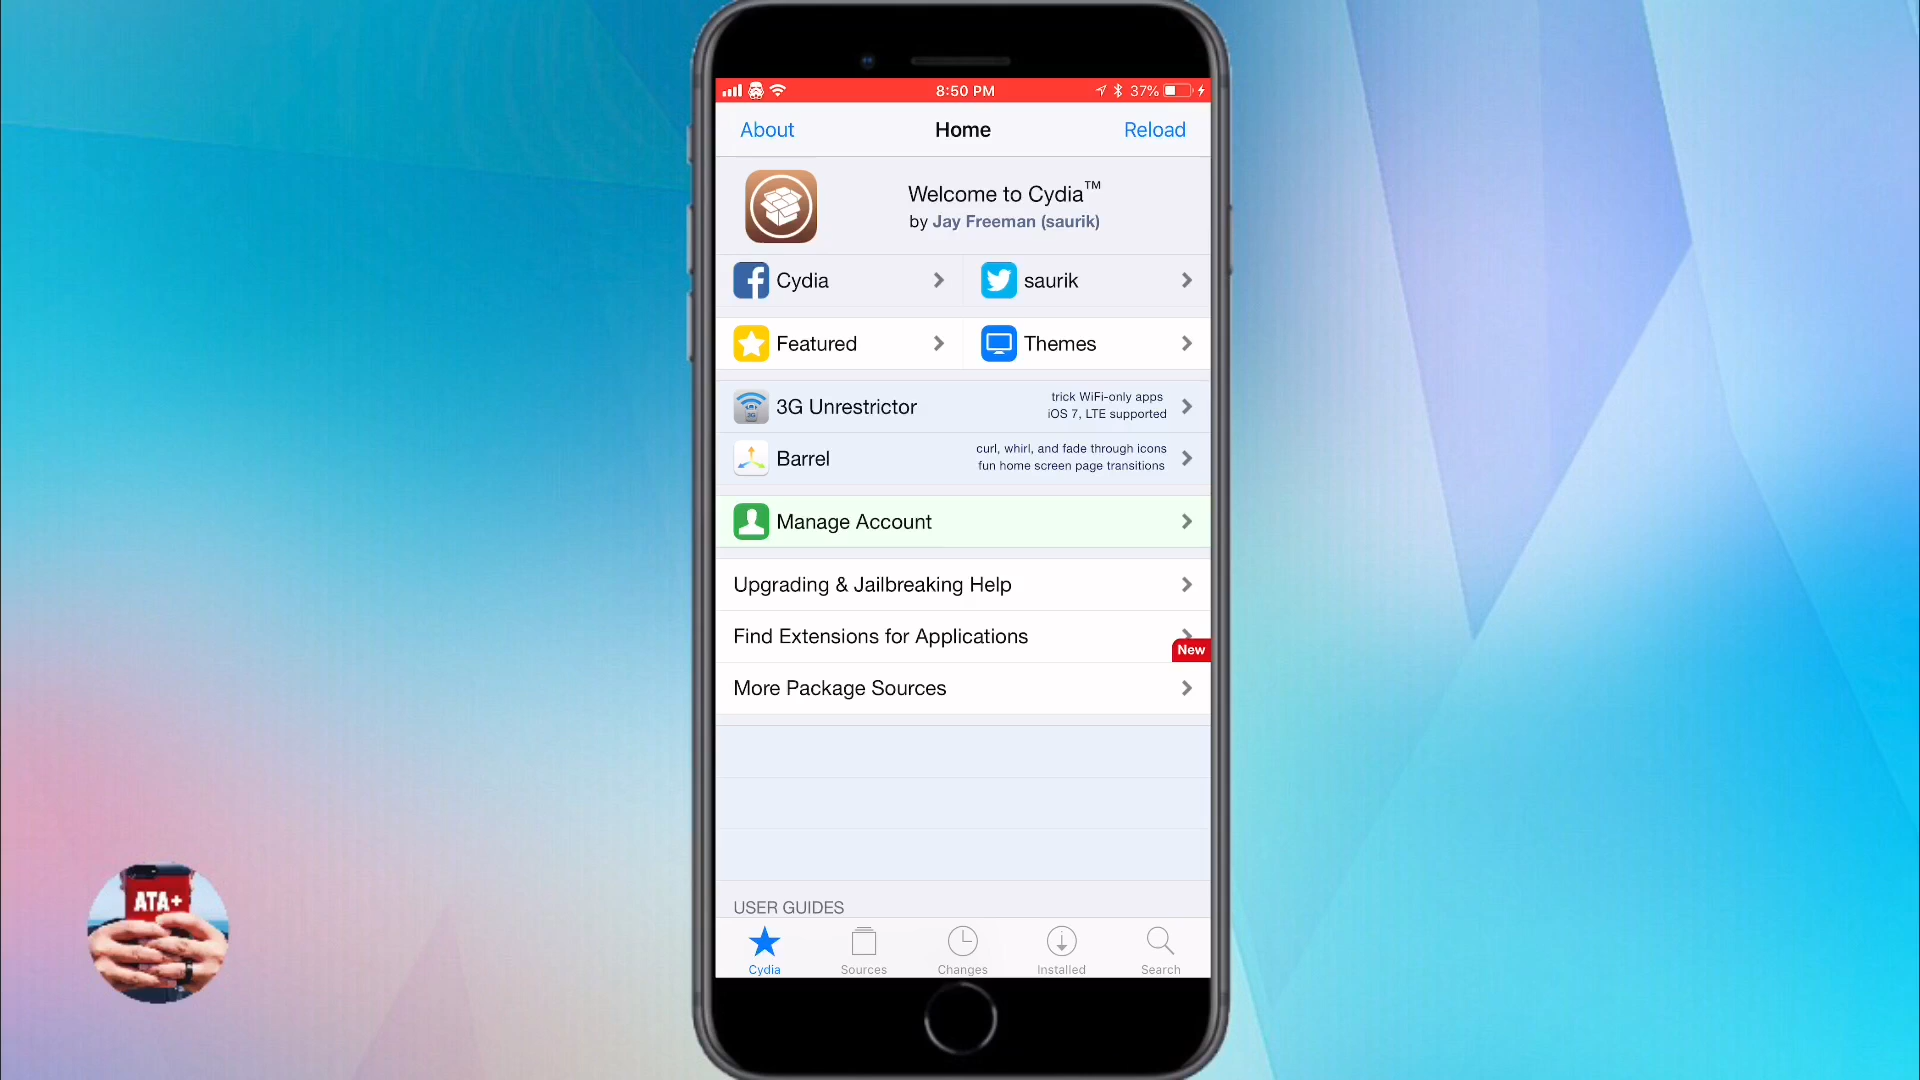 8:50 PM
37%
About
Home
Reload
Welcome to Cydia™
by Jay Freeman (saurik)
Cydia
saurik
Featured
Themes
3G Unrestrictor
trick WiFi-only apps
iOS 7, LTE supported
Barrel
curl, whirl, and fade through icons
fun home screen page transitions
Manage Account
Upgrading & Jailbreaking Help
Find Extensions for Applications
New
More Package Sources
USER GUIDES
Cydia
Sources
Changes
Installed
Search
ATA+